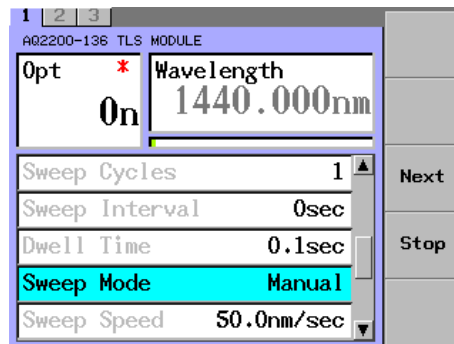 1 2 3
AQ2200-136 TLS MODULE
Opt * Wavelength
On 1440.000nm
Sweep Cycles 1
Next
Sweep Interval 0sec
Dwell Time 0.1sec
Stop
Sweep Mode Manual
Sweep Speed 50.0nm/sec